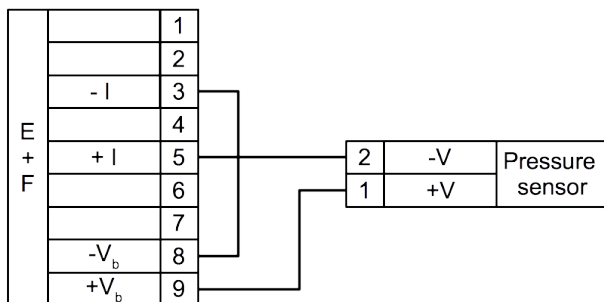 E
+
F
1
2
- I 3
4
+ I 5
6
7
-Vb 8
+Vb 9
2 -V
1 +V
Pressure
sensor